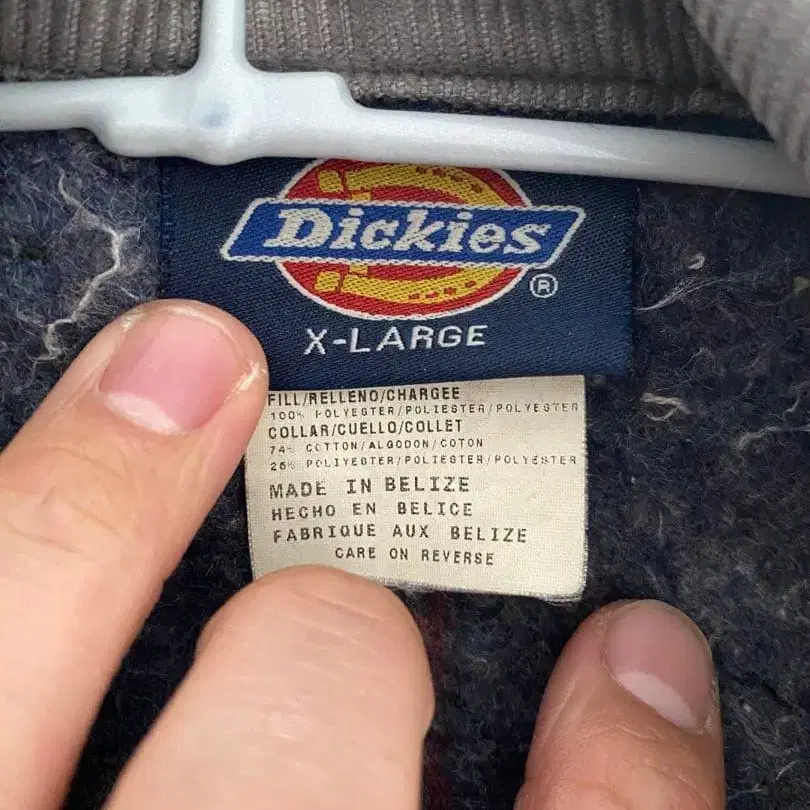 Dickies
®
X-LARGE
FILL/RELLENO/CHARGEE
100% POLYESTER/POLIESTER/POLYESTER
COLLAR/CUELLO/COLLET
74% COTTON/ALGODON/COTON
26% POLIYESTER/POLIESTER/POLYESTER
MADE IN BELIZE
HECHO EN BELICE
FABRIQUE AUX BELIZE
CARE ON REVERSE